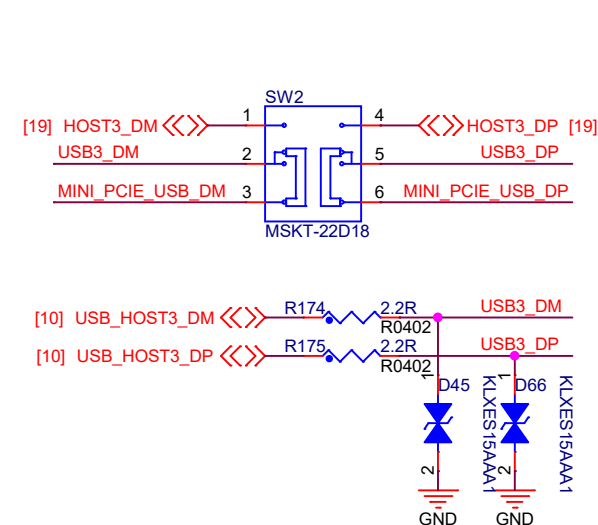 SW2
[19] HOST3_DM 1 4 HOST3_DP [19]
USB3_DM 2 5 USB3_DP
MINI_PCIE_USB_DM 3 6 MINI_PCIE_USB_DP
MSKT-22D18
[10] USB_HOST3_DM R174 2.2R USB3_DM
R0402
[10] USB_HOST3_DP R175 2.2R USB3_DP
R0402
1 D45 KLXES15AAA1 1 D66 KLXES15AAA1
2 2
GND GND